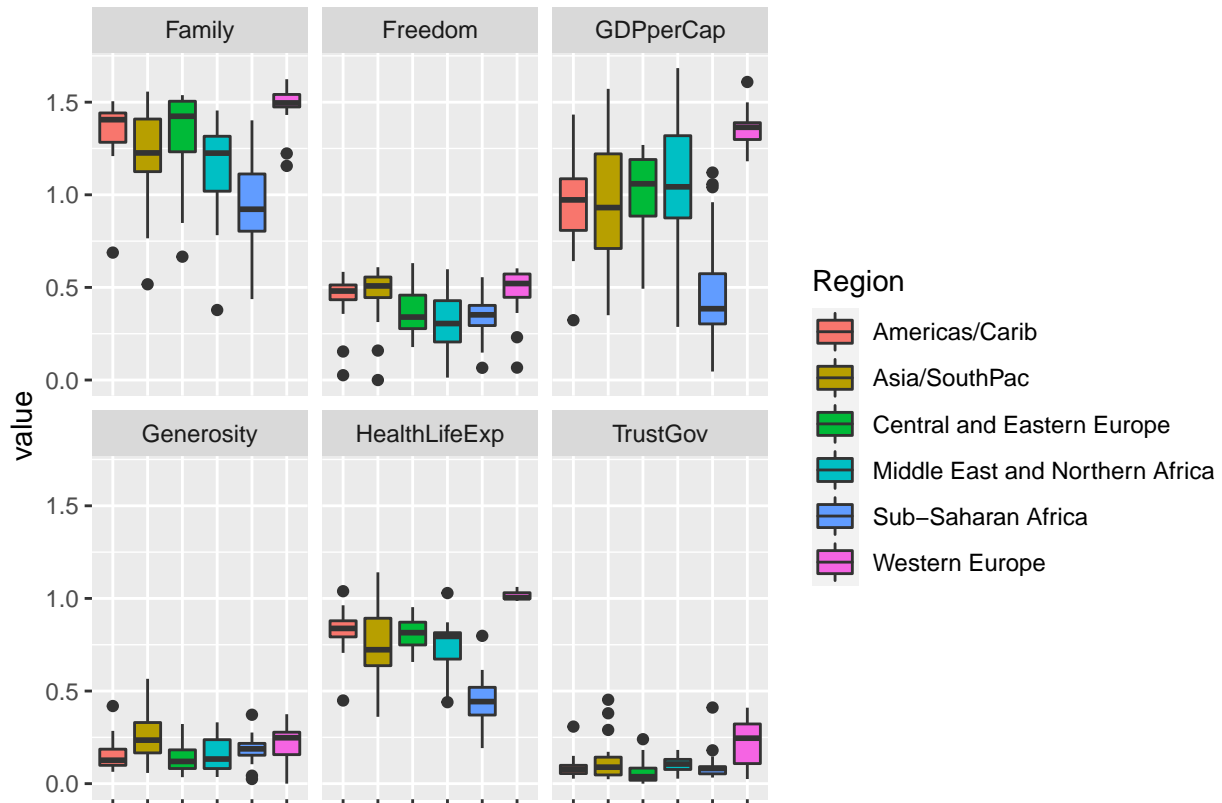 Family
Freedom
GDPperCap
1.5
1.0
0.5
0.0
value
Generosity
HealthLifeExp
TrustGov
1.5
1.0
0.5
0.0
Region
Americas/Carib
Asia/SouthPac
Central and Eastern Europe
Middle East and Northern Africa
Sub−Saharan Africa
Western Europe